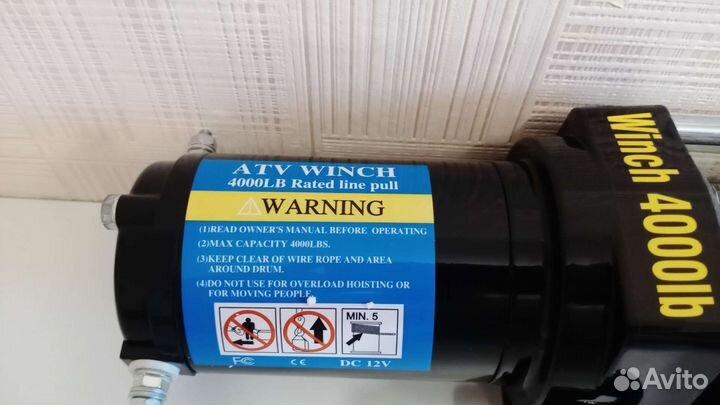 ATV WINCH
4000LB Rated line pull
WARNING
(1)READ OWNER'S MANUAL BEFORE OPERATING
(2)MAX CAPACITY 4000LBS.
(3)KEEP CLEAR OF WIRE ROPE AND AREA
AROUND DRUM.
(4)DO NOT USE FOR OVERLOAD HOISTING OR
FOR MOVING PEOPLE
MIN. 5
FC CE DC 12V
Winch 4000lb
Avito